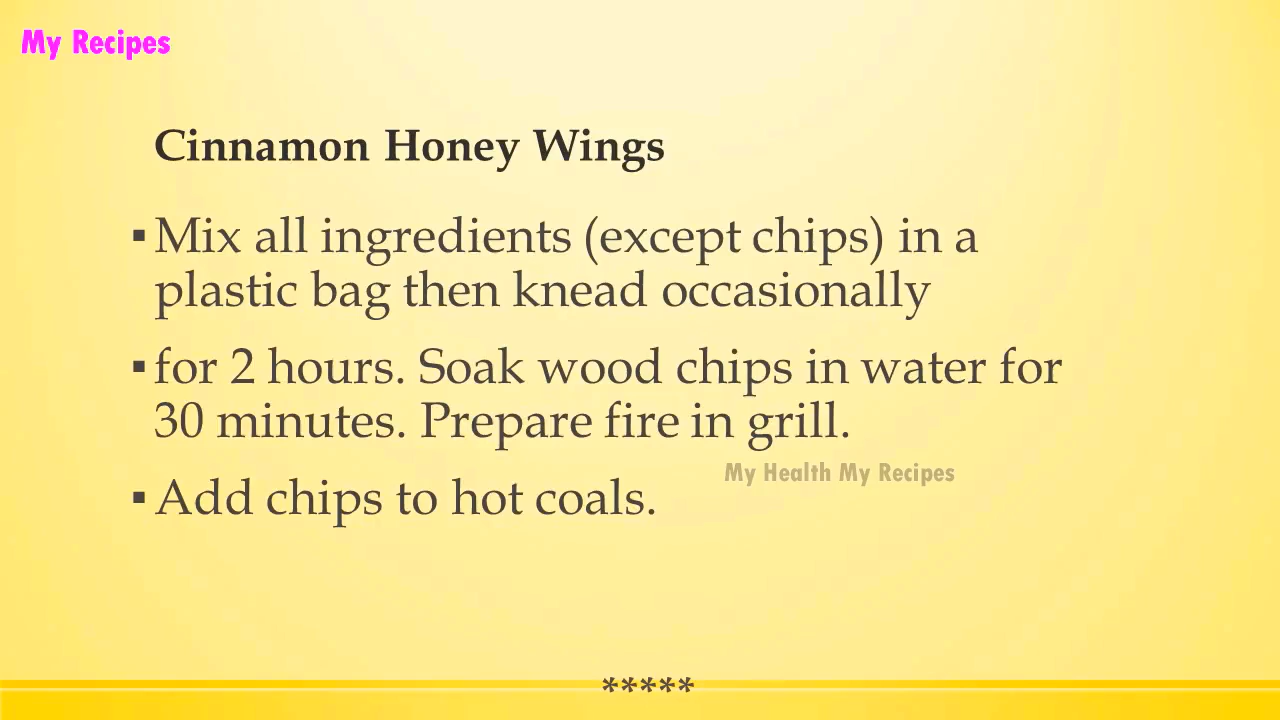 My Recipes
Cinnamon Honey Wings
▪ Mix all ingredients (except chips) in a
plastic bag then knead occasionally
▪ for 2 hours. Soak wood chips in water for
30 minutes. Prepare fire in grill.
My Health My Recipes
▪ Add chips to hot coals.
*****